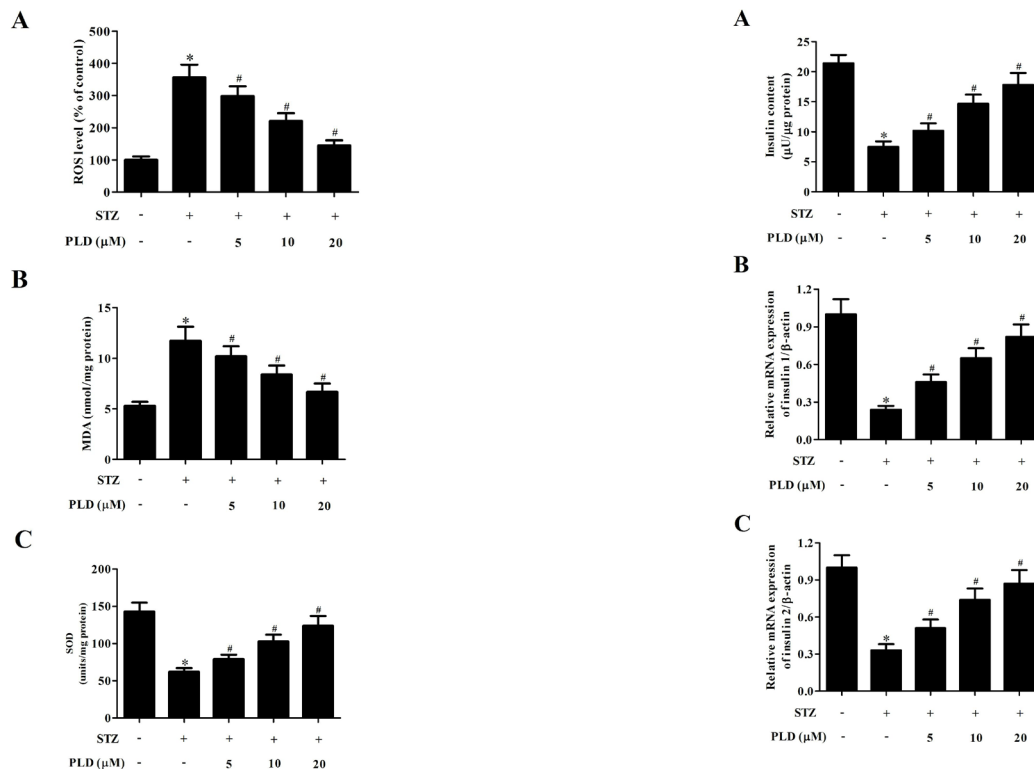 A
ROS level (% of control)
500
400
300
200
100
0
*
#
#
#
STZ - + + + +
PLD (μM) - - 5 10 20
B
MDA (nmol/mg protein)
15
10
5
0
*
#
#
#
STZ - + + + +
PLD (μM) - - 5 10 20
C
SOD
(units/mg protein)
200
150
100
50
0
*
#
#
#
STZ - + + + +
PLD (μM) - - 5 10 20
A
Insulin content
(μU/μg protein)
25
20
15
10
5
0
*
#
#
#
STZ - + + + +
PLD (μM) - - 5 10 20
B
Relative mRNA expression
of insulin 1/β-actin
1.2
0.9
0.6
0.3
0.0
*
#
#
#
STZ - + + + +
PLD (μM) - - 5 10 20
C
Relative mRNA expression
of insulin 2/β-actin
1.2
0.9
0.6
0.3
0.0
*
#
#
#
STZ - + + + +
PLD (μM) - - 5 10 20